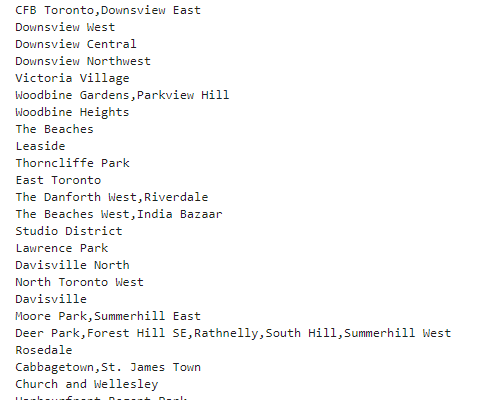 CFB Toronto,Downsview East
Downsview West
Downsview Central
Downsview Northwest
Victoria Village
Woodbine Gardens,Parkview Hill
Woodbine Heights
The Beaches
Leaside
Thorncliffe Park
East Toronto
The Danforth West,Riverdale
The Beaches West,India Bazaar
Studio District
Lawrence Park
Davisville North
North Toronto West
Davisville
Moore Park,Summerhill East
Deer Park,Forest Hill SE,Rathnelly,South Hill,Summerhill West
Rosedale
Cabbagetown,St. James Town
Church and Wellesley